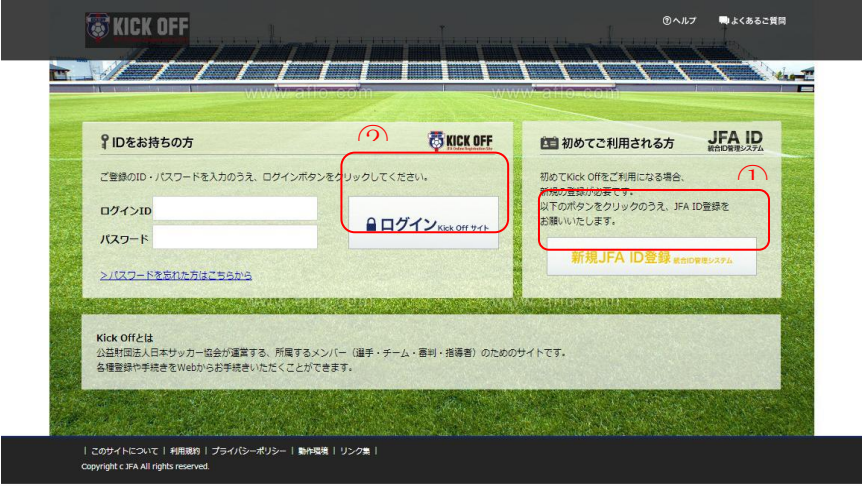 KICK OFF
ヘルプ
よくあるご質問
www.aflo.com
www.aflo.com
IDをお持ちの方
②
KICK OFF
ご登録のID・パスワードを入力のうえ、ログインボタンをクリックしてください。
ログインID
パスワード
ログイン Kick Off サイト
>パスワードを忘れた方はこちらから
初めてご利用される方
JFA ID
統合ID管理システム
①
初めてKick Offをご利用になる場合、
新規の登録が必要です。
以下のボタンをクリックのうえ、JFA ID登録を
お願いいたします。
新規JFA ID登録 統合ID管理システム
www.aflo.com
www.aflo.com
Kick Offとは
公益財団法人日本サッカー協会が運営する、所属するメンバー（選手・チーム・審判・指導者）のためのサイトです。
各種登録や手続きをWebからお手続きいただくことができます。
| このサイトについて | 利用規約 | プライバシーポリシー | 動作環境 | リンク集 |
Copyright c JFA All rights reserved.